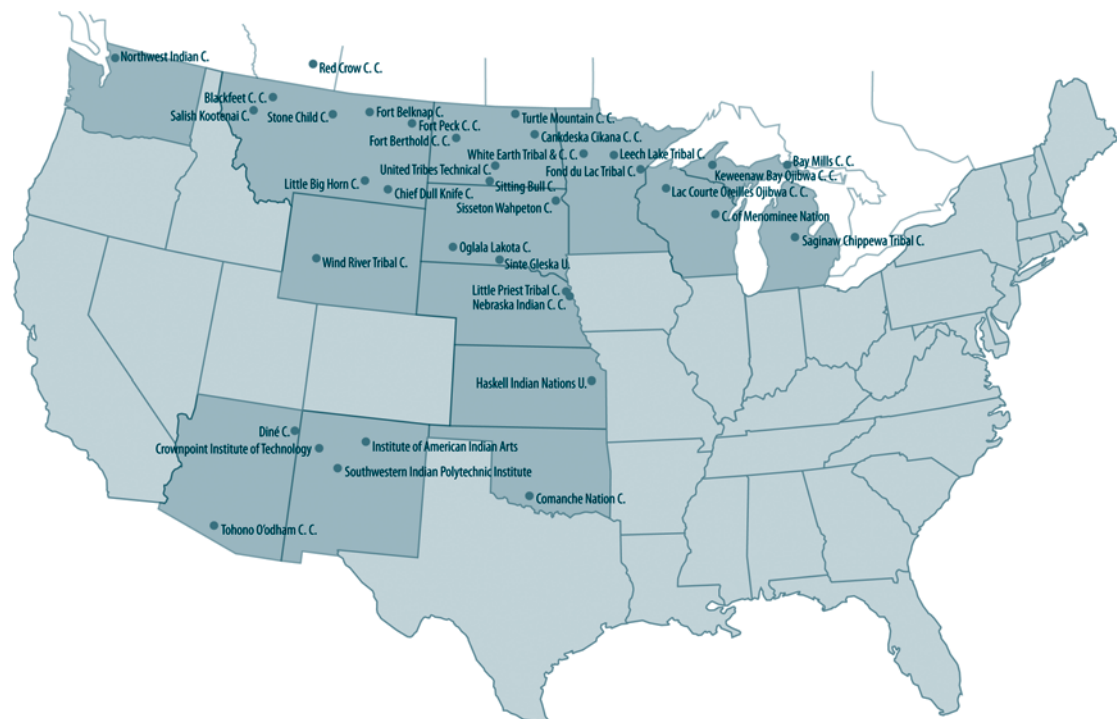 Northwest Indian C.
Red Crow C. C.
Blackfeet C. C.
Salish Kootenai C.
Stone Child C.
Fort Belknap C.
Fort Peck C. C.
Fort Berthold C. C.
Turtle Mountain C. C.
Cankdeska Cikana C. C.
White Earth Tribal & C. C.
Leech Lake Tribal C.
Fond du Lac Tribal C.
Bay Mills C. C.
Keweenaw Bay Ojibwa C. C.
United Tribes Technical C.
Sitting Bull C.
Little Big Horn C.
Chief Dull Knife C.
Lac Courte Oreilles Ojibwa C. C.
Sisseton Wahpeton C.
C. of Menominee Nation
Saginaw Chippewa Tribal C.
Oglala Lakota C.
Wind River Tribal C.
Sinte Gleska U.
Little Priest Tribal C.
Nebraska Indian C. C.
Haskell Indian Nations U.
Diné C.
Crownpoint Institute of Technology
Institute of American Indian Arts
Southwestern Indian Polytechnic Institute
Comanche Nation C.
Tohono O'odham C. C.